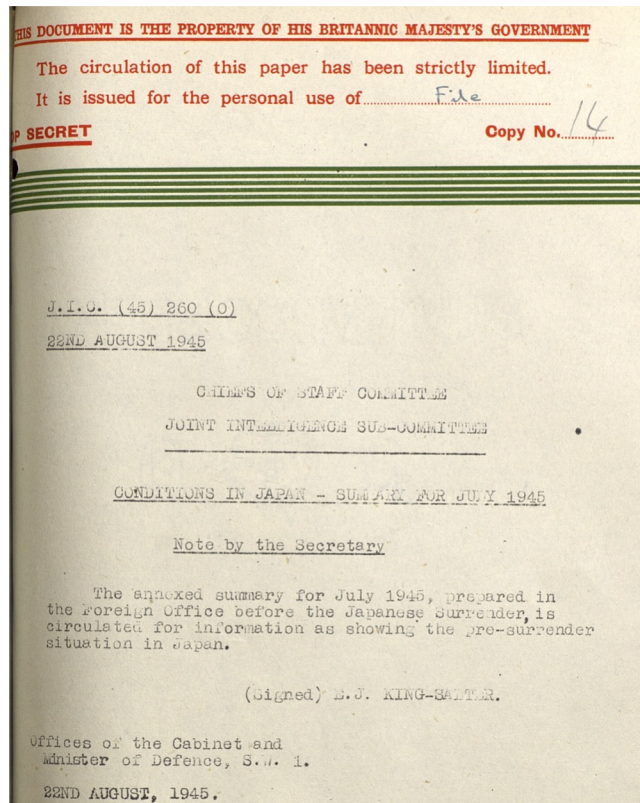 THIS DOCUMENT IS THE PROPERTY OF HIS BRITANNIC MAJESTY'S GOVERNMENT
The circulation of this paper has been strictly limited.
It is issued for the personal use of File
OP SECRET
Copy No. 14
J.I.C. (45) 260 (0)
22ND AUGUST 1945
CHIEFS OF STAFF COMMITTEE
JOINT INTELLIGENCE SUB-COMMITTEE
CONDITIONS IN JAPAN - SUMMARY FOR JULY 1945
Note by the Secretary
The annexed summary for July 1945, prepared in
the Foreign Office before the Japanese Surrender, is
circulated for information as showing the pre-surrender
situation in Japan.
(Signed) E.J. KING-SALTER.
Offices of the Cabinet and
Minister of Defence, S.W. 1.
22ND AUGUST, 1945.